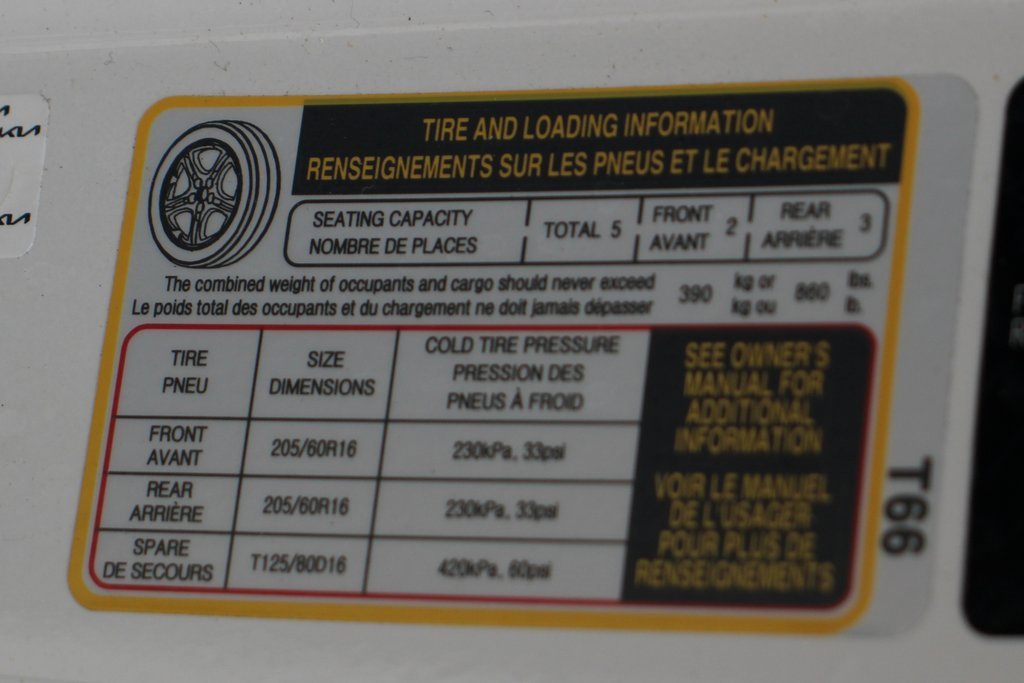 TIRE AND LOADING INFORMATION
RENSEIGNEMENTS SUR LES PNEUS ET LE CHARGEMENT
SEATING CAPACITY
NOMBRE DE PLACES
TOTAL 5
FRONT
AVANT
2
REAR
ARRIÈRE
3
The combined weight of occupants and cargo should never exceed 390 kg or 860 lbs.
Le poids total des occupants et du chargement ne doit jamais dépasser kg ou lb.
TIRE
PNEU
SIZE
DIMENSIONS
COLD TIRE PRESSURE
PRESSION DES
PNEUS À FROID
FRONT
AVANT
205/60R16
230kPa, 33psi
REAR
ARRIÈRE
205/60R16
230kPa, 33psi
SPARE
DE SECOURS
T125/80D16
420kPa, 60psi
SEE OWNER'S
MANUAL FOR
ADDITIONAL
INFORMATION
VOIR LE MANUEL
DE L'USAGER
POUR PLUS DE
RENSEIGNEMENTS
T66